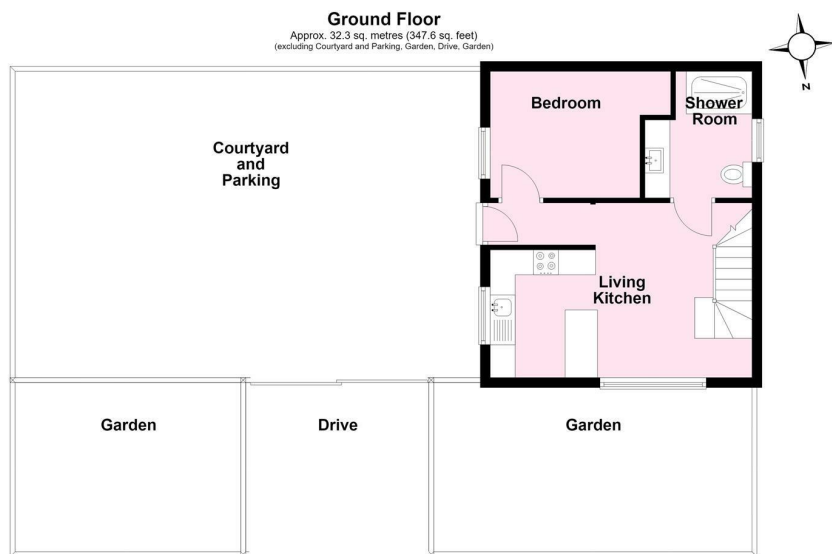 Ground Floor
Approx. 32.3 sq. metres (347.6 sq. feet)
(excluding Courtyard and Parking, Garden, Drive, Garden)
N
Bedroom
Shower
Room
Courtyard
and
Parking
Living
Kitchen
Garden
Drive
Garden